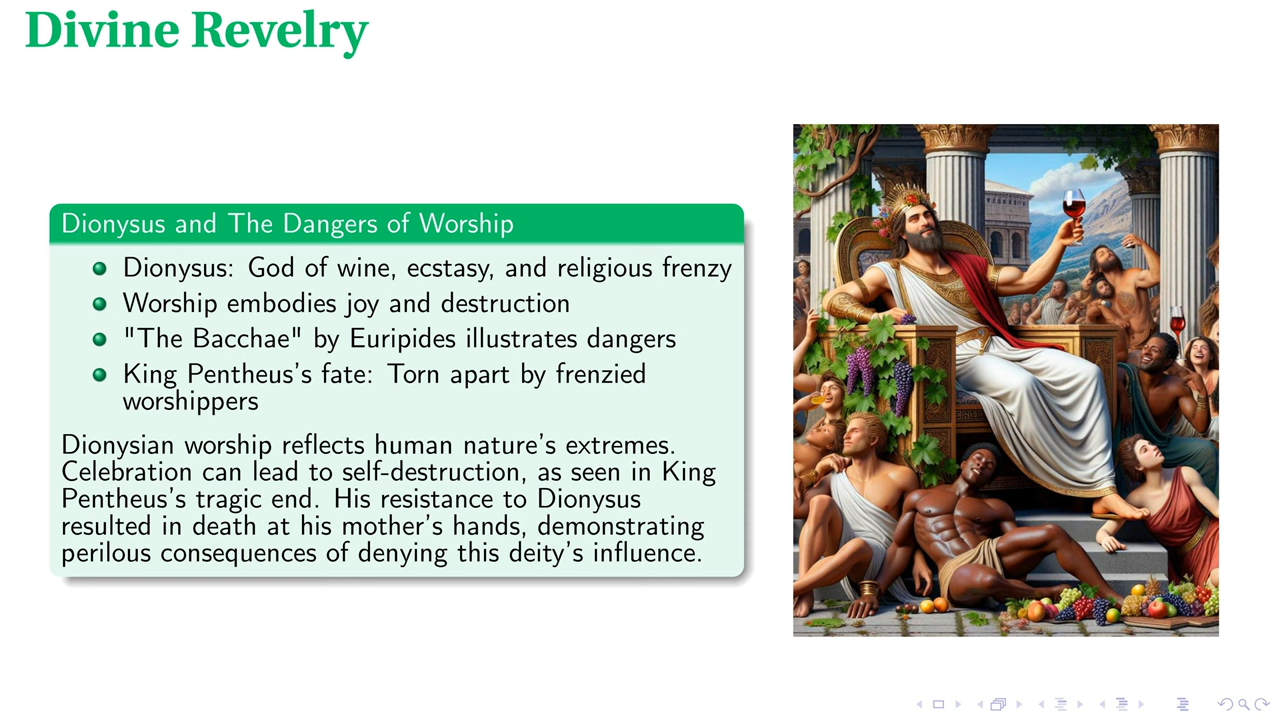 Divine Revelry
Dionysus and The Dangers of Worship
Dionysus: God of wine, ecstasy, and religious frenzy
Worship embodies joy and destruction
"The Bacchae" by Euripides illustrates dangers
King Pentheus's fate: Torn apart by frenzied
worshippers
Dionysian worship reflects human nature's extremes.
Celebration can lead to self-destruction, as seen in King
Pentheus's tragic end. His resistance to Dionysus
resulted in death at his mother's hands, demonstrating
perilous consequences of denying this deity's influence.